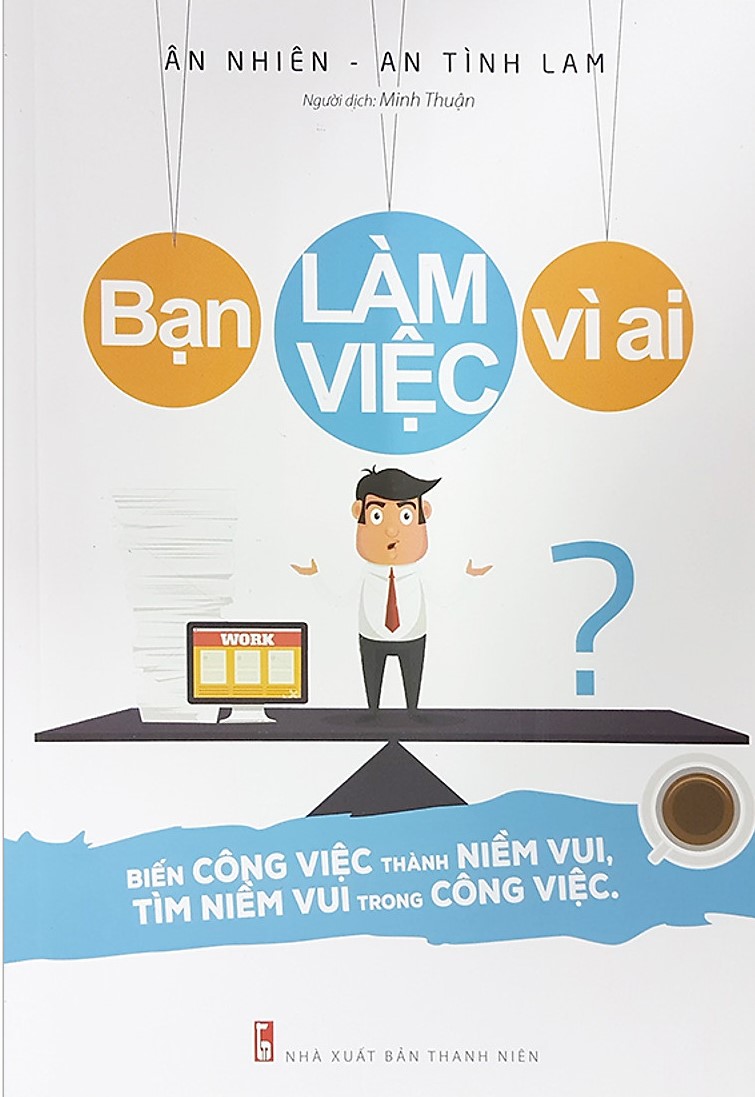 ÂN NHIÊN - AN TÌNH LAM
Người dịch: Minh Thuận
Bạn
LÀM
VIỆC
vì ai
WORK
?
BIẾN CÔNG VIỆC THÀNH NIỀM VUI,
TÌM NIỀM VUI TRONG CÔNG VIỆC.
NHÀ XUẤT BẢN THANH NIÊN